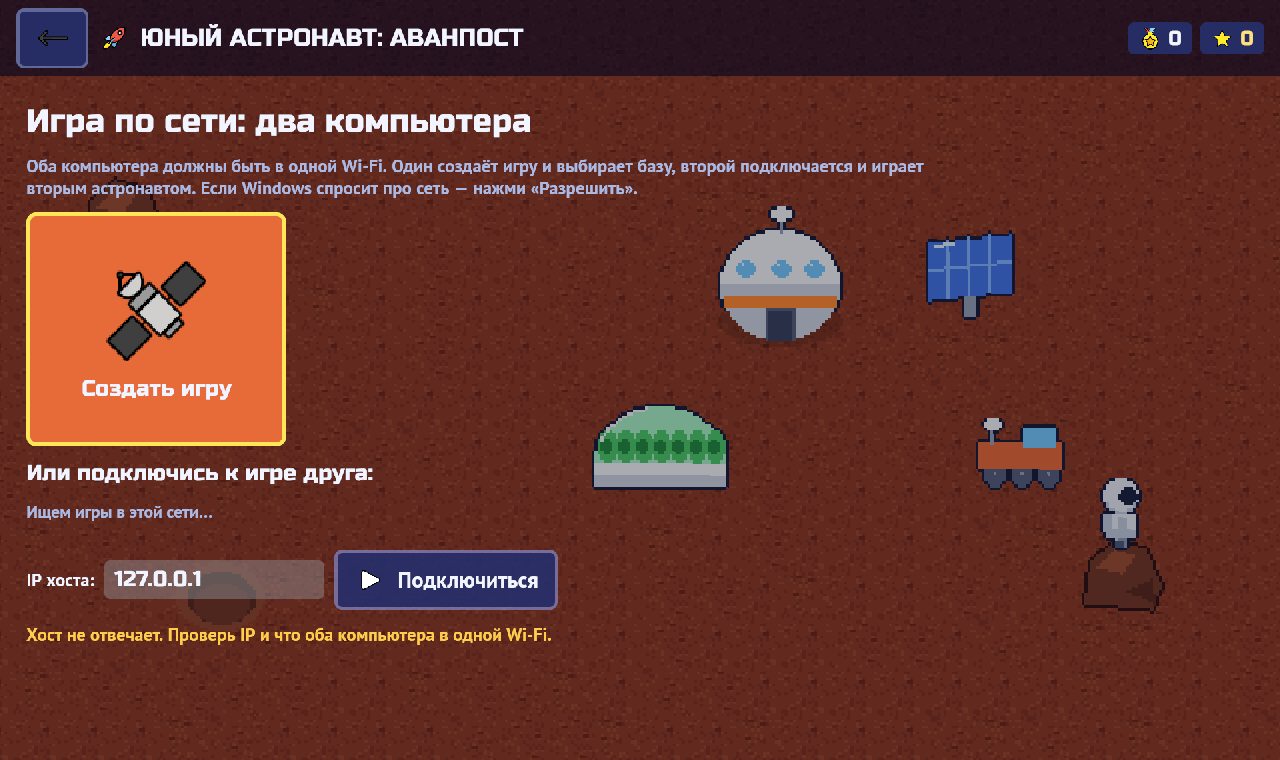 ЮНЫЙ АСТРОНАВТ: АВАНПОСТ
0
0
Игра по сети: два компьютера
Оба компьютера должны быть в одной Wi-Fi. Один создаёт игру и выбирает базу, второй подключается и играет
вторым астронавтом. Если Windows спросит про сеть — нажми «Разрешить».
Создать игру
Или подключись к игре друга:
Ищем игры в этой сети...
IP хоста:
127.0.0.1
Подключиться
Хост не отвечает. Проверь IP и что оба компьютера в одной Wi-Fi.